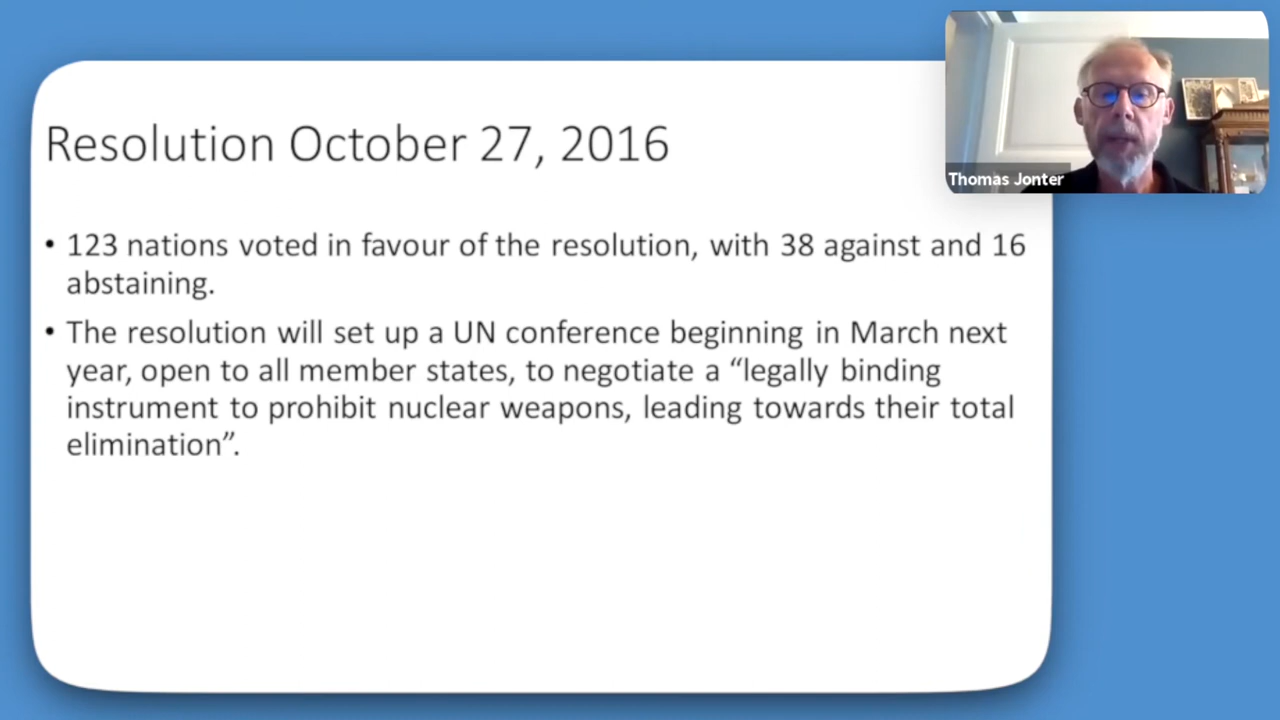 Resolution October 27, 2016
• 123 nations voted in favour of the resolution, with 38 against and 16
abstaining.
• The resolution will set up a UN conference beginning in March next
year, open to all member states, to negotiate a “legally binding
instrument to prohibit nuclear weapons, leading towards their total
elimination”.
Thomas Jonter